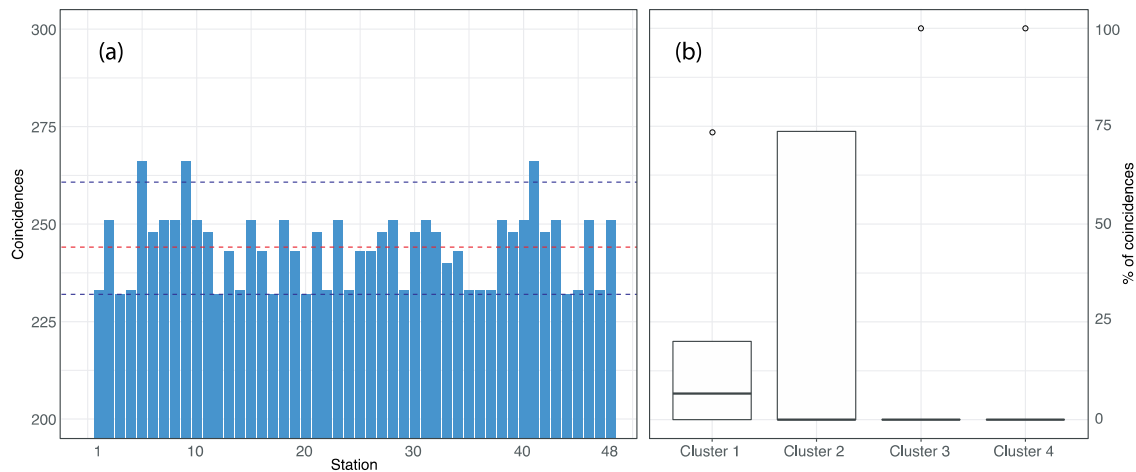 (a)
300
275
250
225
200
Coincidences
1
10
20
30
40
48
Station
(b)
100
75
50
25
0
% of coincidences
Cluster 1
Cluster 2
Cluster 3
Cluster 4